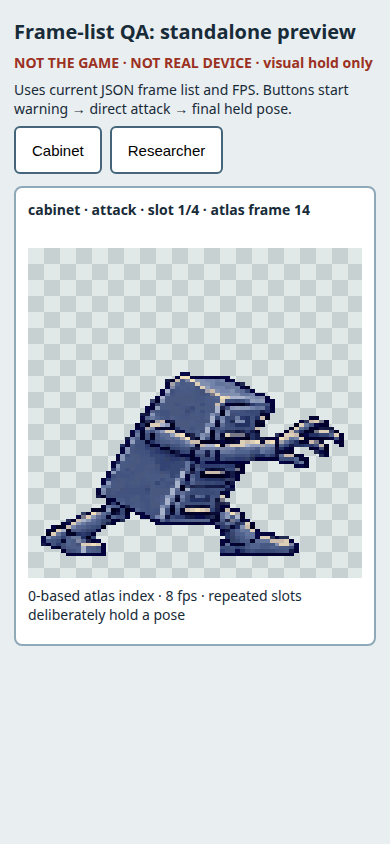 Frame-list QA: standalone preview
NOT THE GAME · NOT REAL DEVICE · visual hold only
Uses current JSON frame list and FPS. Buttons start
warning → direct attack → final held pose.
Cabinet
Researcher
cabinet · attack · slot 1/4 · atlas frame 14
0-based atlas index · 8 fps · repeated slots
deliberately hold a pose